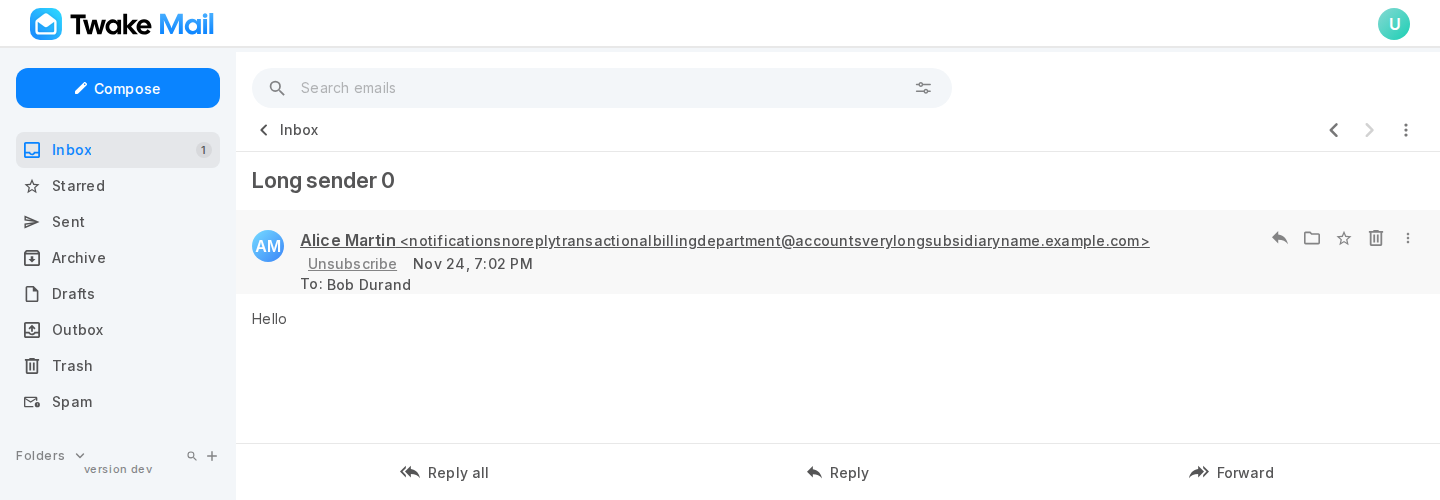 Twake Mail
U
Compose
Search emails
Inbox
Inbox 1
Starred
Sent
Archive
Drafts
Outbox
Trash
Spam
Folders
version dev
Long sender 0
AM
Alice Martin <notificationsnoreplytransactionalbillingdepartment@accountsverylongsubsidiaryname.example.com>
Unsubscribe Nov 24, 7:02 PM
To: Bob Durand
Hello
Reply all
Reply
Forward